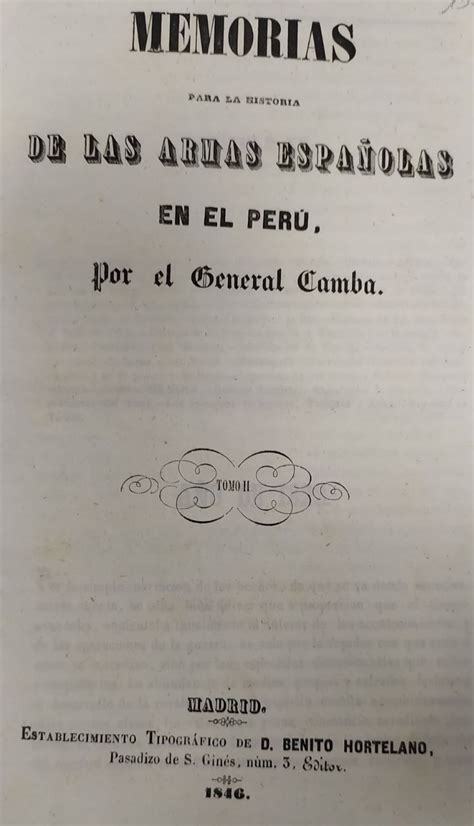 MEMORIAS
PARA LA HISTORIA
DE LAS ARMAS ESPAÑOLAS
EN EL PERÚ,
Por el General Camba.
TOMO II
MADRID.
ESTABLECIMIENTO TIPOGRÁFICO DE D. BENITO HORTELANO,
Pasadizo de S. Ginés, núm. 3, Editor.
1846.